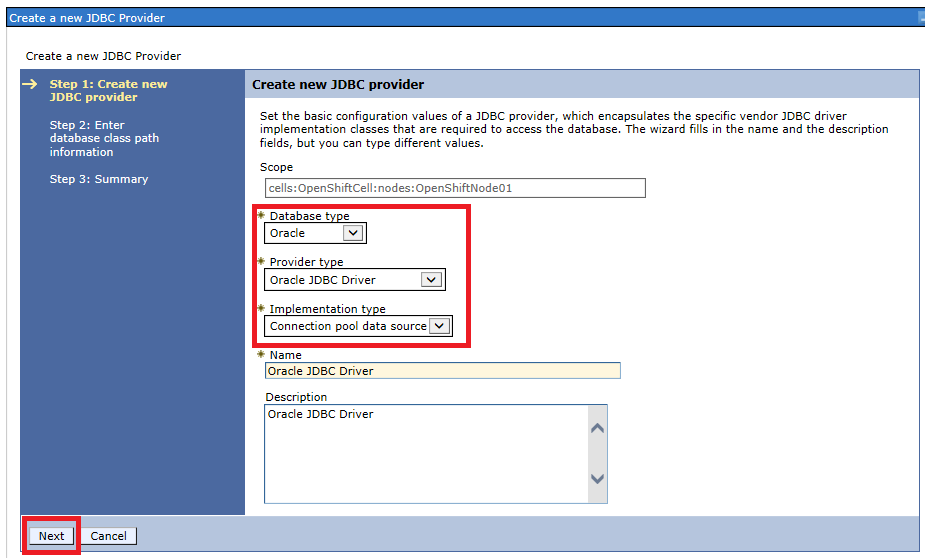 Create a new JDBC Provider
Create a new JDBC Provider
Step 1: Create new
JDBC provider
Step 2: Enter
database class path
information
Step 3: Summary
Create new JDBC provider
Set the basic configuration values of a JDBC provider, which encapsulates the specific vendor JDBC driver
implementation classes that are required to access the database. The wizard fills in the name and the description
fields, but you can type different values.
Scope
cells:OpenShiftCell:nodes:OpenShiftNode01
Database type
Oracle
Provider type
Oracle JDBC Driver
Implementation type
Connection pool data source
Name
Oracle JDBC Driver
Description
Oracle JDBC Driver
Next
Cancel